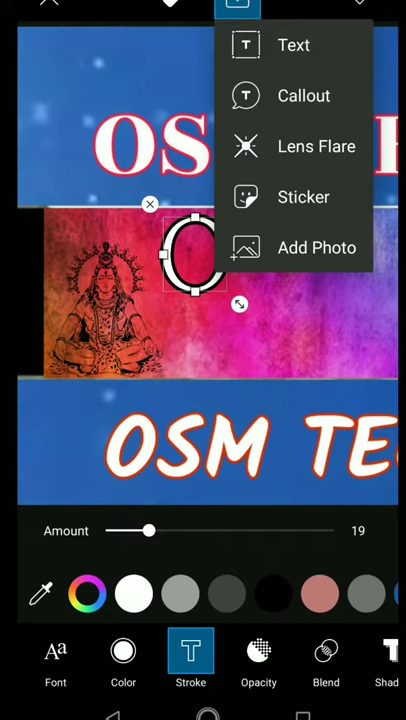 Text
Callout
Lens Flare
Sticker
Add Photo
OS
O
OSM TE
Amount 19
Font Color Stroke Opacity Blend Shad